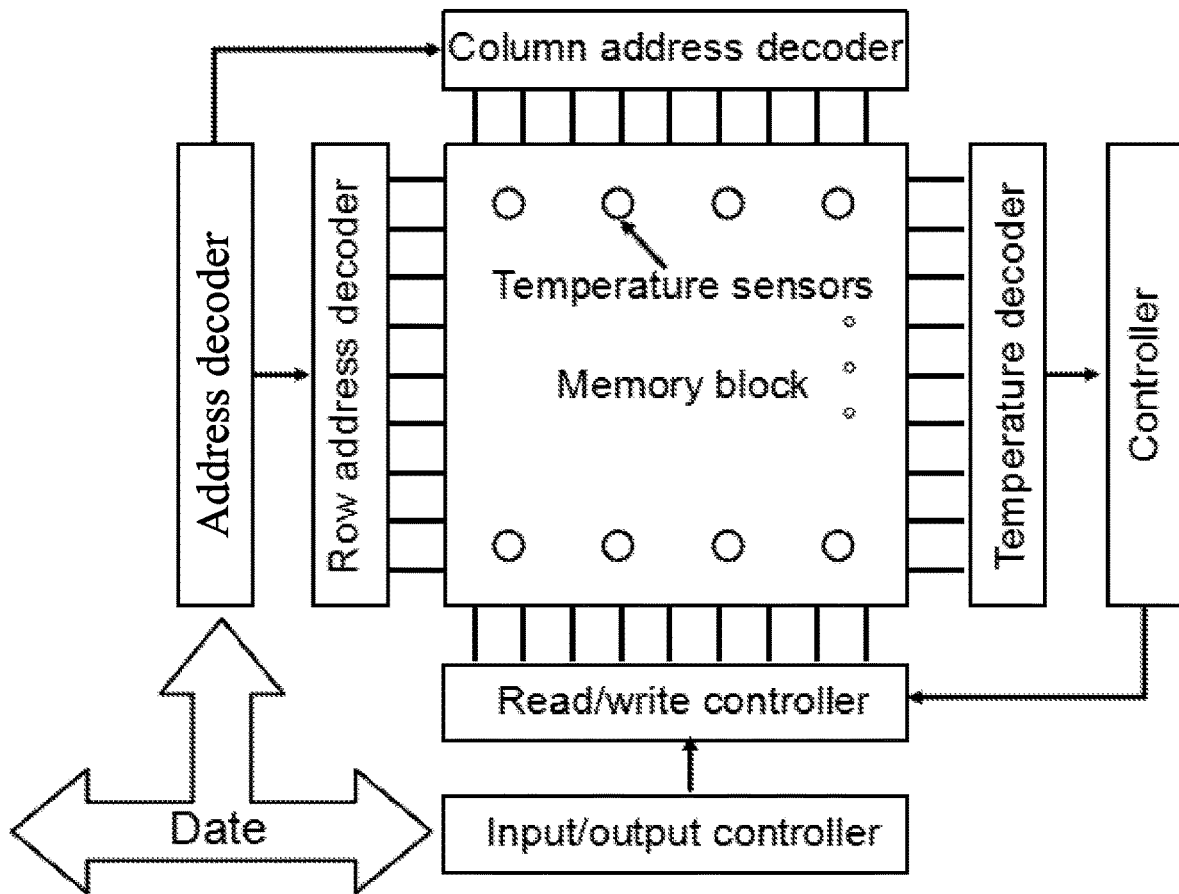 Column address decoder
Address decoder
Row address decoder
Temperature sensors
Memory block
Temperature decoder
Controller
Read/write controller
Date
Input/output controller